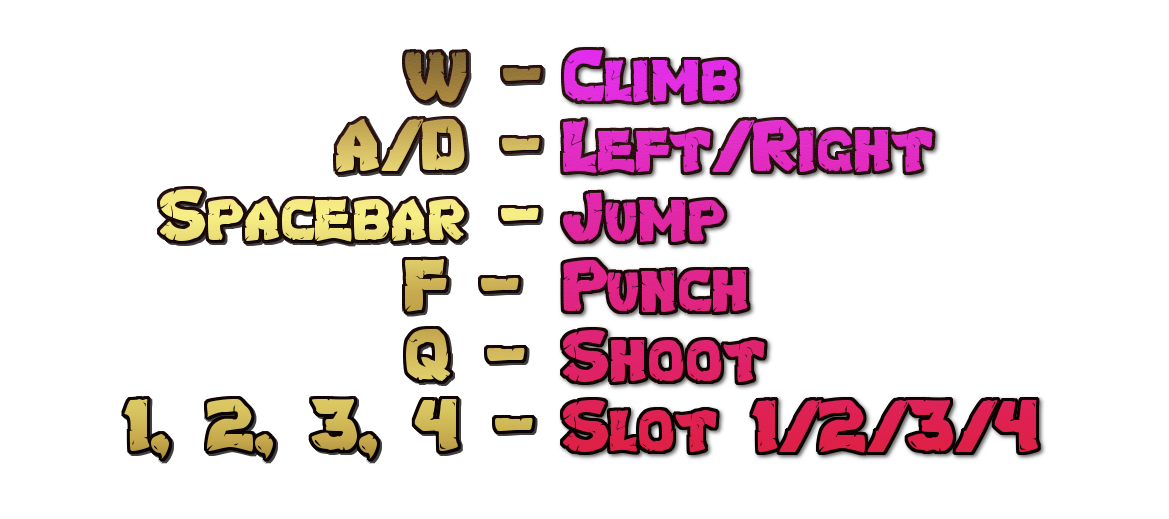 W - Climb
A/D - Left/Right
Spacebar - Jump
F - Punch
Q - Shoot
1, 2, 3, 4 - Slot 1/2/3/4